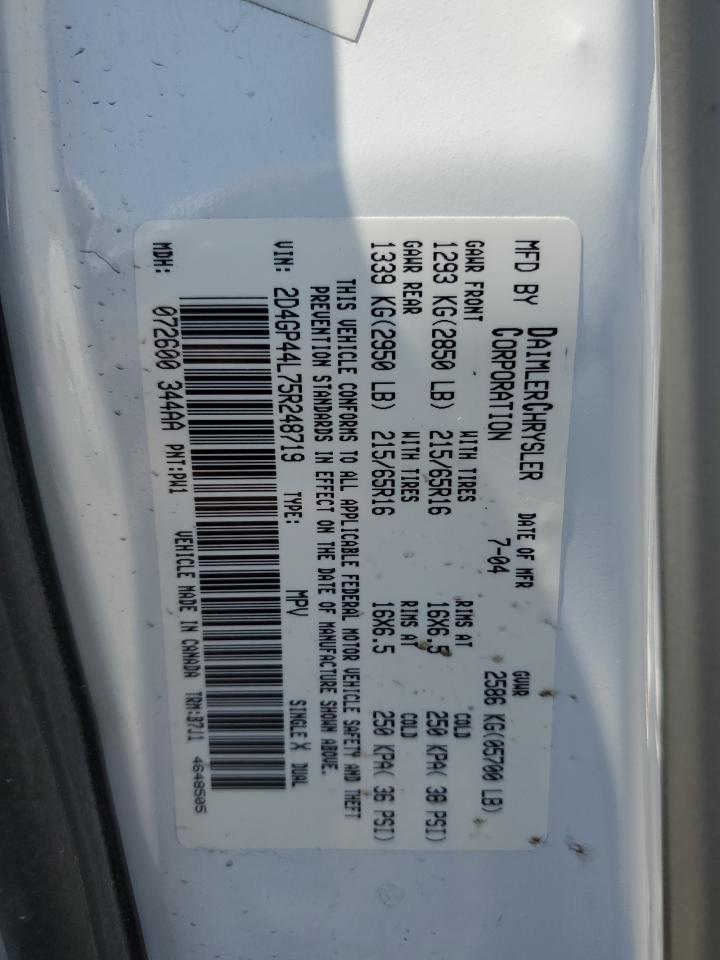 MFD BY DAIMLERCHRYSLER CORPORATION DATE OF MFR 7-04 GVWR 2586 KG(05700 LB)
GAWR FRONT WITH TIRES RIMS AT COLD
1293 KG(2850 LB) 215/65R16 16X6.5 250 KPA( 36 PSI)
GAWR REAR WITH TIRES RIMS AT COLD
1339 KG(2950 LB) 215/65R16 16X6.5 250 KPA( 36 PSI)
THIS VEHICLE CONFORMS TO ALL APPLICABLE FEDERAL MOTOR VEHICLE SAFETY AND THEFT
PREVENTION STANDARDS IN EFFECT ON THE DATE OF MANUFACTURE SHOWN ABOVE.
VIN: 2D4GP44L75R248719 TYPE: MPV SINGLE X DUAL
MDH: 072600 344AA PNT:PW1 VEHICLE MADE IN CANADA TRM:B7J1 4648505